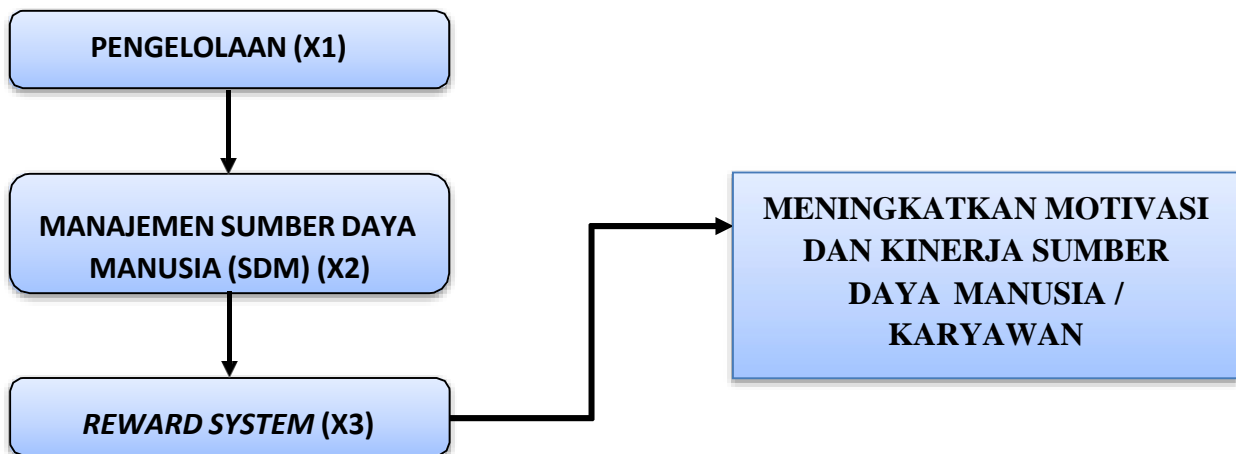 PENGELOLAAN (X1)
MANAJEMEN SUMBER DAYA
MANUSIA (SDM) (X2)
REWARD SYSTEM (X3)
MENINGKATKAN MOTIVASI
DAN KINERJA SUMBER
DAYA MANUSIA /
KARYAWAN